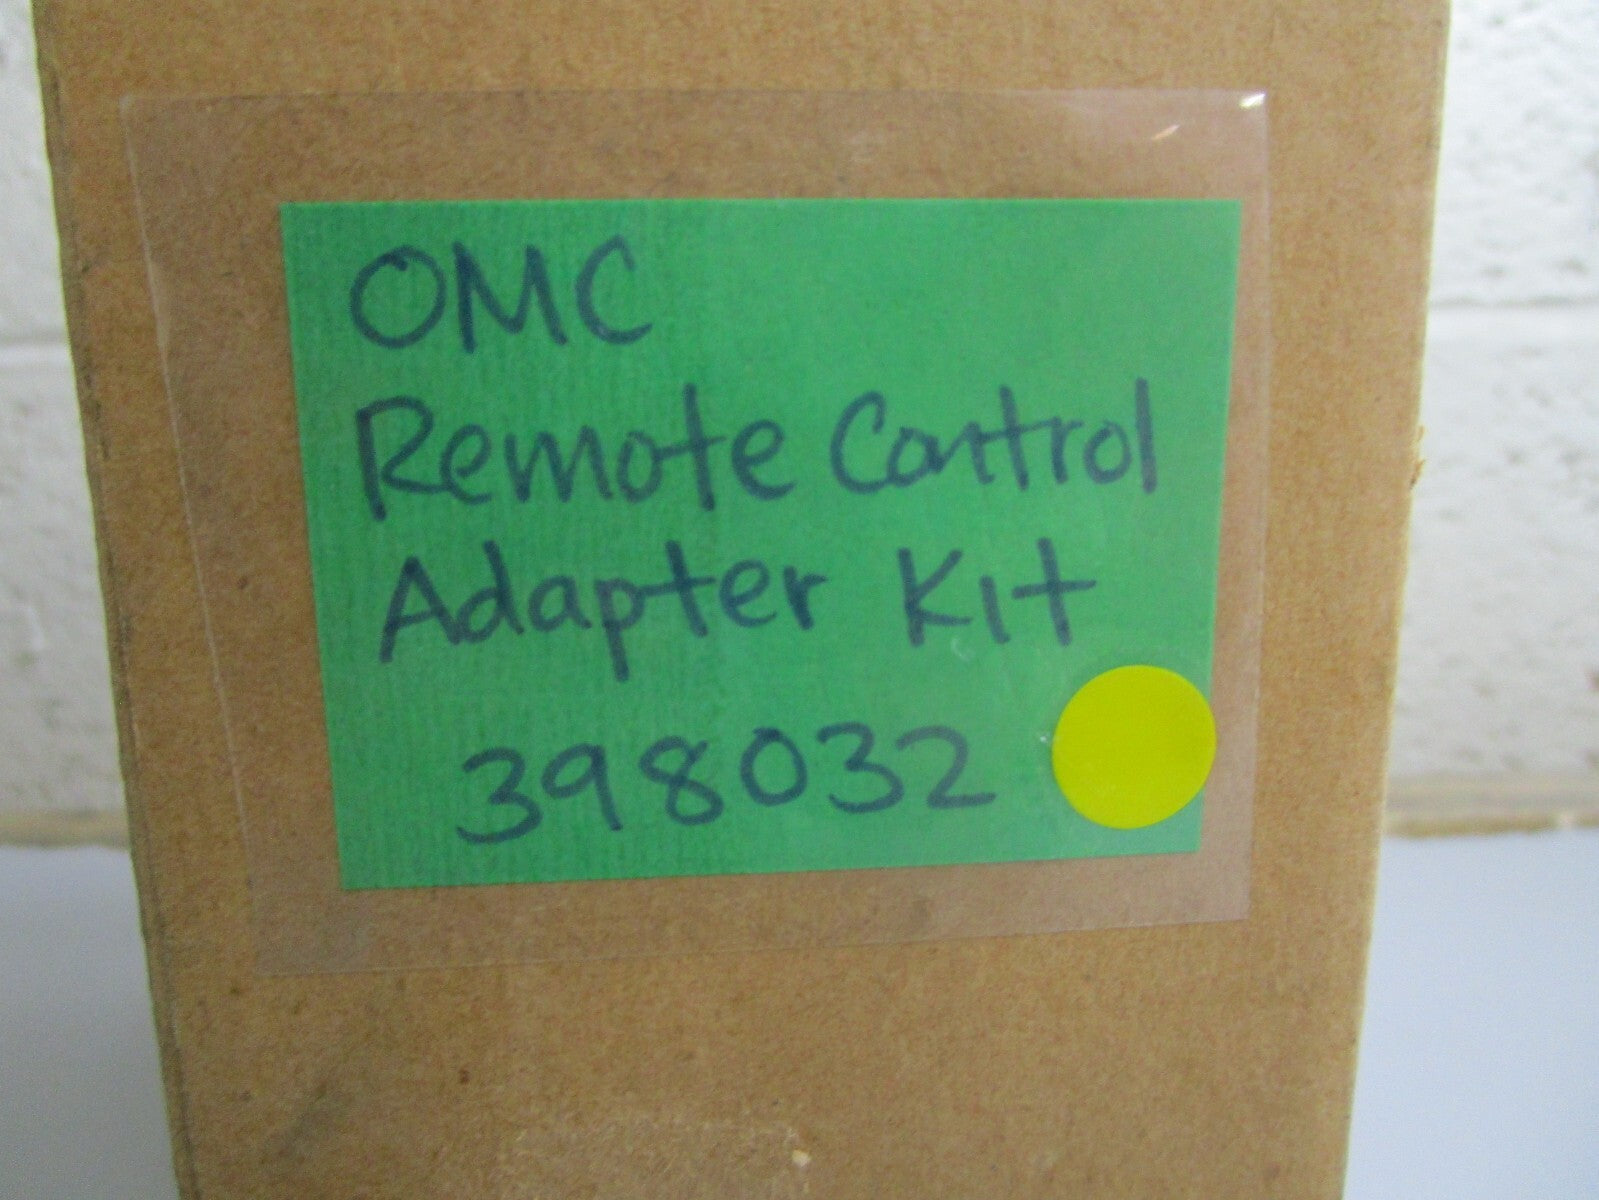 OMC
Remote Control
Adapter Kit
398032